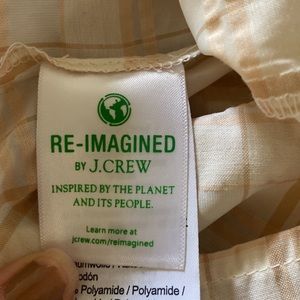 RE-IMAGINED
BY J.CREW
INSPIRED BY THE PLANET
AND ITS PEOPLE.
Learn more at
jcrew.com/reimagined
Polyamide / Polyamide /